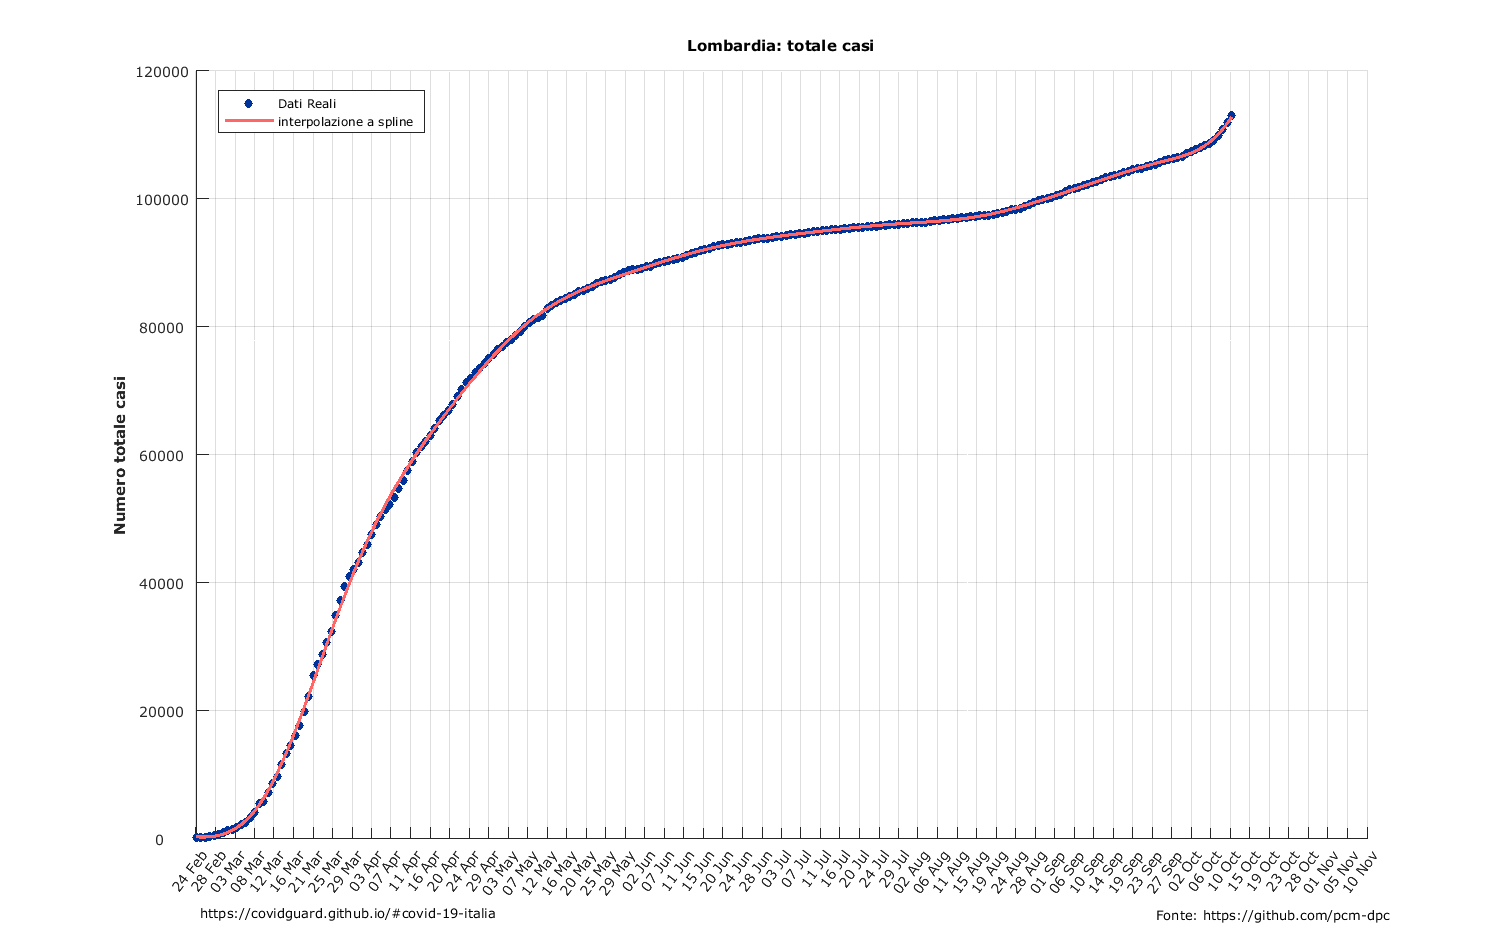 Lombardia: totale casi
120000
100000
80000
60000
40000
20000
0
Numero totale casi
Dati Reali
interpolazione a spline
24 Feb
28 Feb
03 Mar
08 Mar
12 Mar
16 Mar
21 Mar
25 Mar
29 Mar
03 Apr
07 Apr
11 Apr
16 Apr
20 Apr
24 Apr
29 Apr
03 May
07 May
12 May
16 May
20 May
25 May
29 May
02 Jun
07 Jun
11 Jun
15 Jun
20 Jun
24 Jun
28 Jun
03 Jul
07 Jul
11 Jul
16 Jul
20 Jul
24 Jul
29 Jul
02 Aug
06 Aug
11 Aug
15 Aug
19 Aug
24 Aug
28 Aug
01 Sep
06 Sep
10 Sep
14 Sep
19 Sep
23 Sep
27 Sep
02 Oct
06 Oct
10 Oct
15 Oct
19 Oct
23 Oct
28 Oct
01 Nov
05 Nov
10 Nov
https://covidguard.github.io/#covid-19-italia
Fonte: https://github.com/pcm-dpc